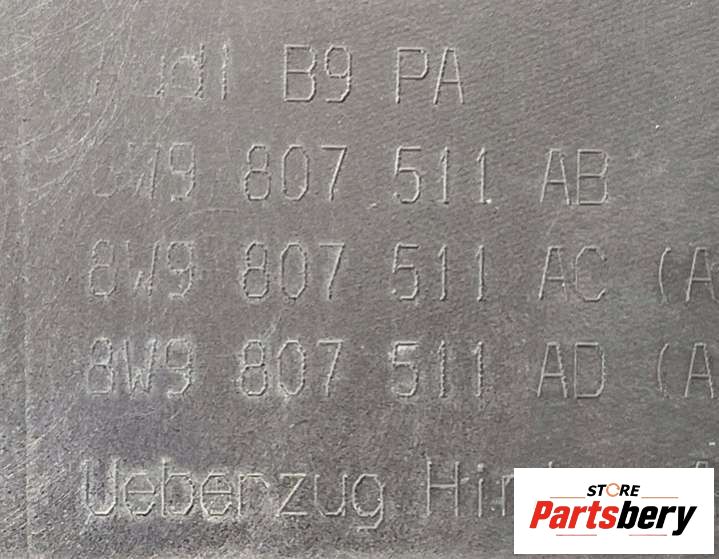 Audi B9 PA
8W9 807 511 AB
8W9 807 511 AC (A
8W9 807 511 AD (A
Ueberzug
STORE
Partsbery